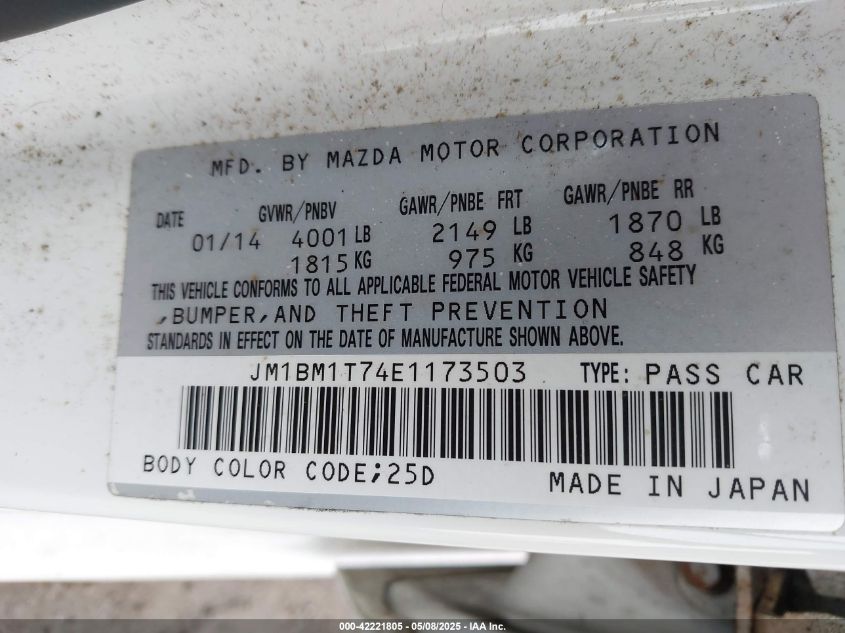 MFD. BY MAZDA MOTOR CORPORATION
DATE GVWR/PNBV GAWR/PNBE FRT GAWR/PNBE RR
01/14 4001 LB 2149 LB 1870 LB
1815 KG 975 KG 848 KG
THIS VEHICLE CONFORMS TO ALL APPLICABLE FEDERAL MOTOR VEHICLE SAFETY
,BUMPER,AND THEFT PREVENTION
STANDARDS IN EFFECT ON THE DATE OF MANUFACTURE SHOWN ABOVE.
JM1BM1T74E1173503 TYPE: PASS CAR
BODY COLOR CODE;25D MADE IN JAPAN
000-42221805 - 05/08/2025 - IAA Inc.